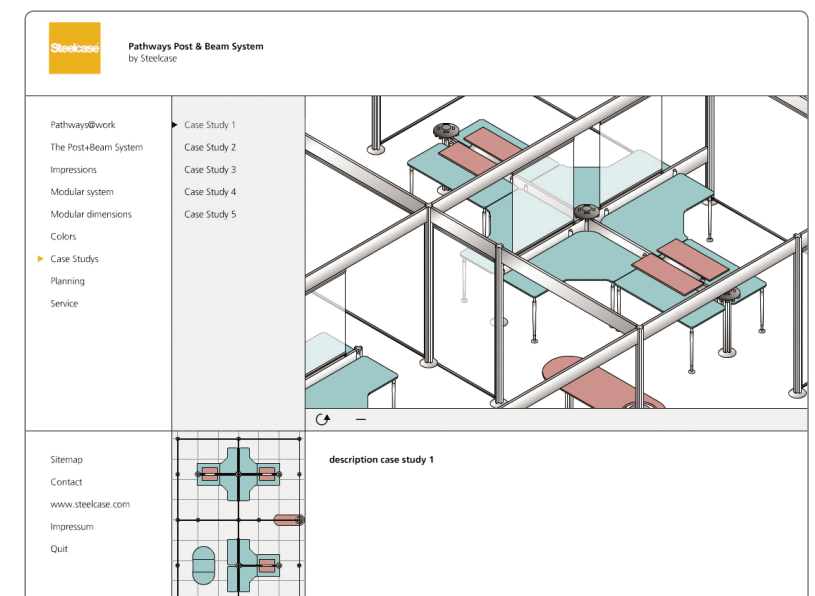 Steelcase
Pathways Post & Beam System
by Steelcase
Pathways@work
The Post+Beam System
Impressions
Modular system
Modular dimensions
Colors
Case Studys
Planning
Service
Case Study 1
Case Study 2
Case Study 3
Case Study 4
Case Study 5
Sitemap
Contact
www.steelcase.com
Impressum
Quit
description case study 1